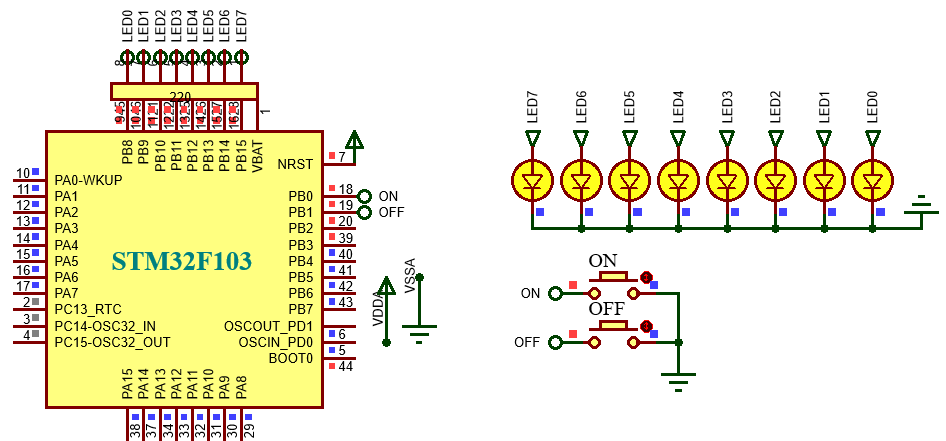 LED0 LED1 LED2 LED3 LED4 LED5 LED6 LED7
220
1
PB8 PB9 PB10 PB11 PB12 PB13 PB14 PB15 VBAT
NRST 7
10 PA0-WKUP
11 PA1
12 PA2
13 PA3
14 PA4
15 PA5
16 PA6
17 PA7
2 PC13_RTC
3 PC14-OSC32_IN
4 PC15-OSC32_OUT
STM32F103
PB0 18 ON
PB1 19 OFF
PB2 20
PB3 39
PB4 40
PB5 41
PB6 42
PB7 43
OSCOUT_PD1 6
OSCIN_PD0 5
BOOT0 44
PA15 PA14 PA13 PA12 PA11 PA10 PA9 PA8
38 37 34 33 32 31 30 29
VDDA
VSSA
LED7 LED6 LED5 LED4 LED3 LED2 LED1 LED0
ON
ON
OFF
OFF